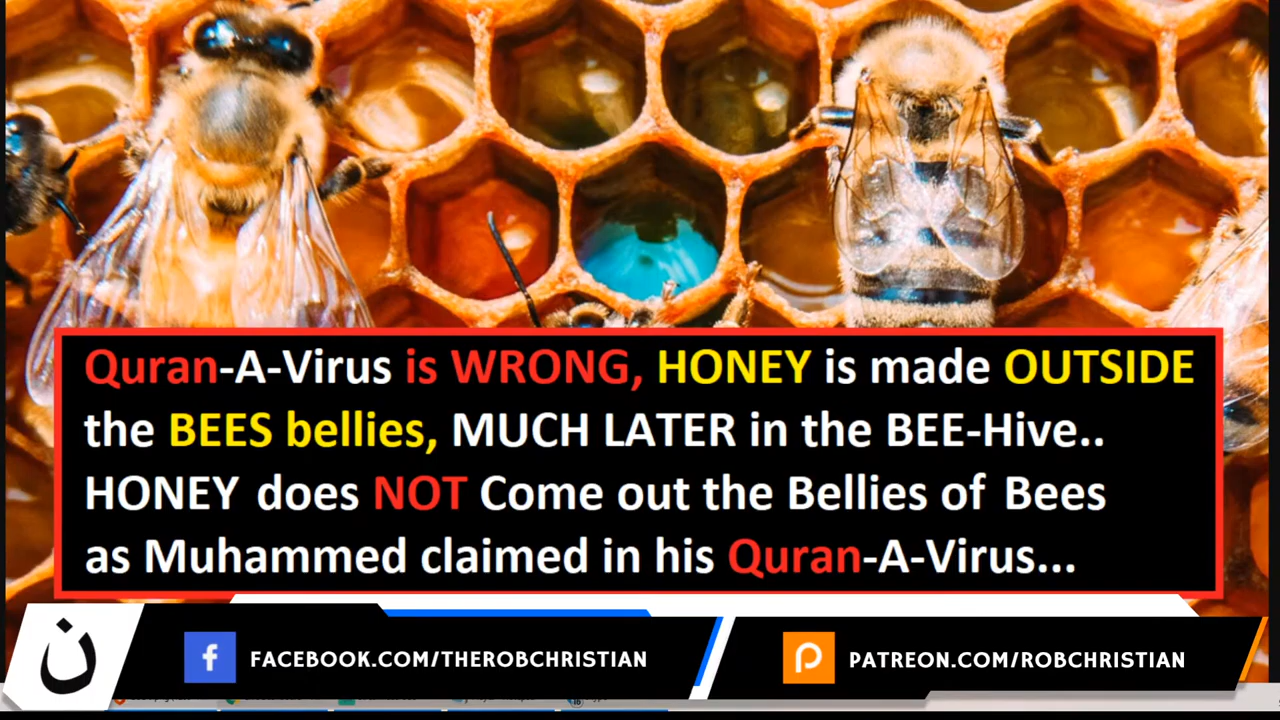 Quran-A-Virus is WRONG, HONEY is made OUTSIDE
the BEES bellies, MUCH LATER in the BEE-Hive..
HONEY does NOT Come out the Bellies of Bees
as Muhammed claimed in his Quran-A-Virus...
ن
FACEBOOK.COM/THEROBCHRISTIAN
PATREON.COM/ROBCHRISTIAN